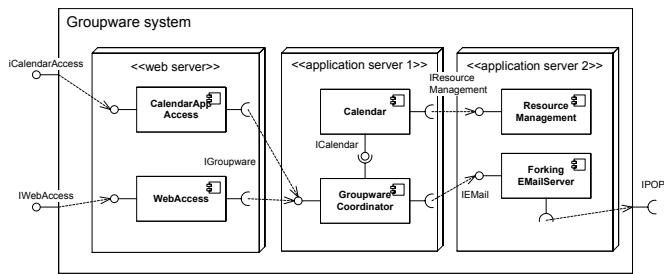 Groupware system
iCalendarAccess
<<web server>>
<<application server 1>>
<<application server 2>>
IResource
Management
CalendarApp
Access
Calendar
Resource
Management
IGroupware
ICalendar
IWebAccess
WebAccess
Groupware
Coordinator
IEMail
Forking
EMailServer
IPOP